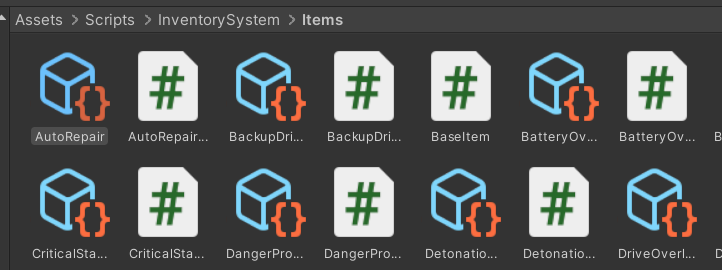 Assets > Scripts > InventorySystem > Items
AutoRepair AutoRepair... BackupDri... BackupDri... BaseItem BatteryOv... BatteryOv...
CriticalSta... CriticalSta... DangerPro... DangerPro... Detonatio... Detonatio... DriveOverl...